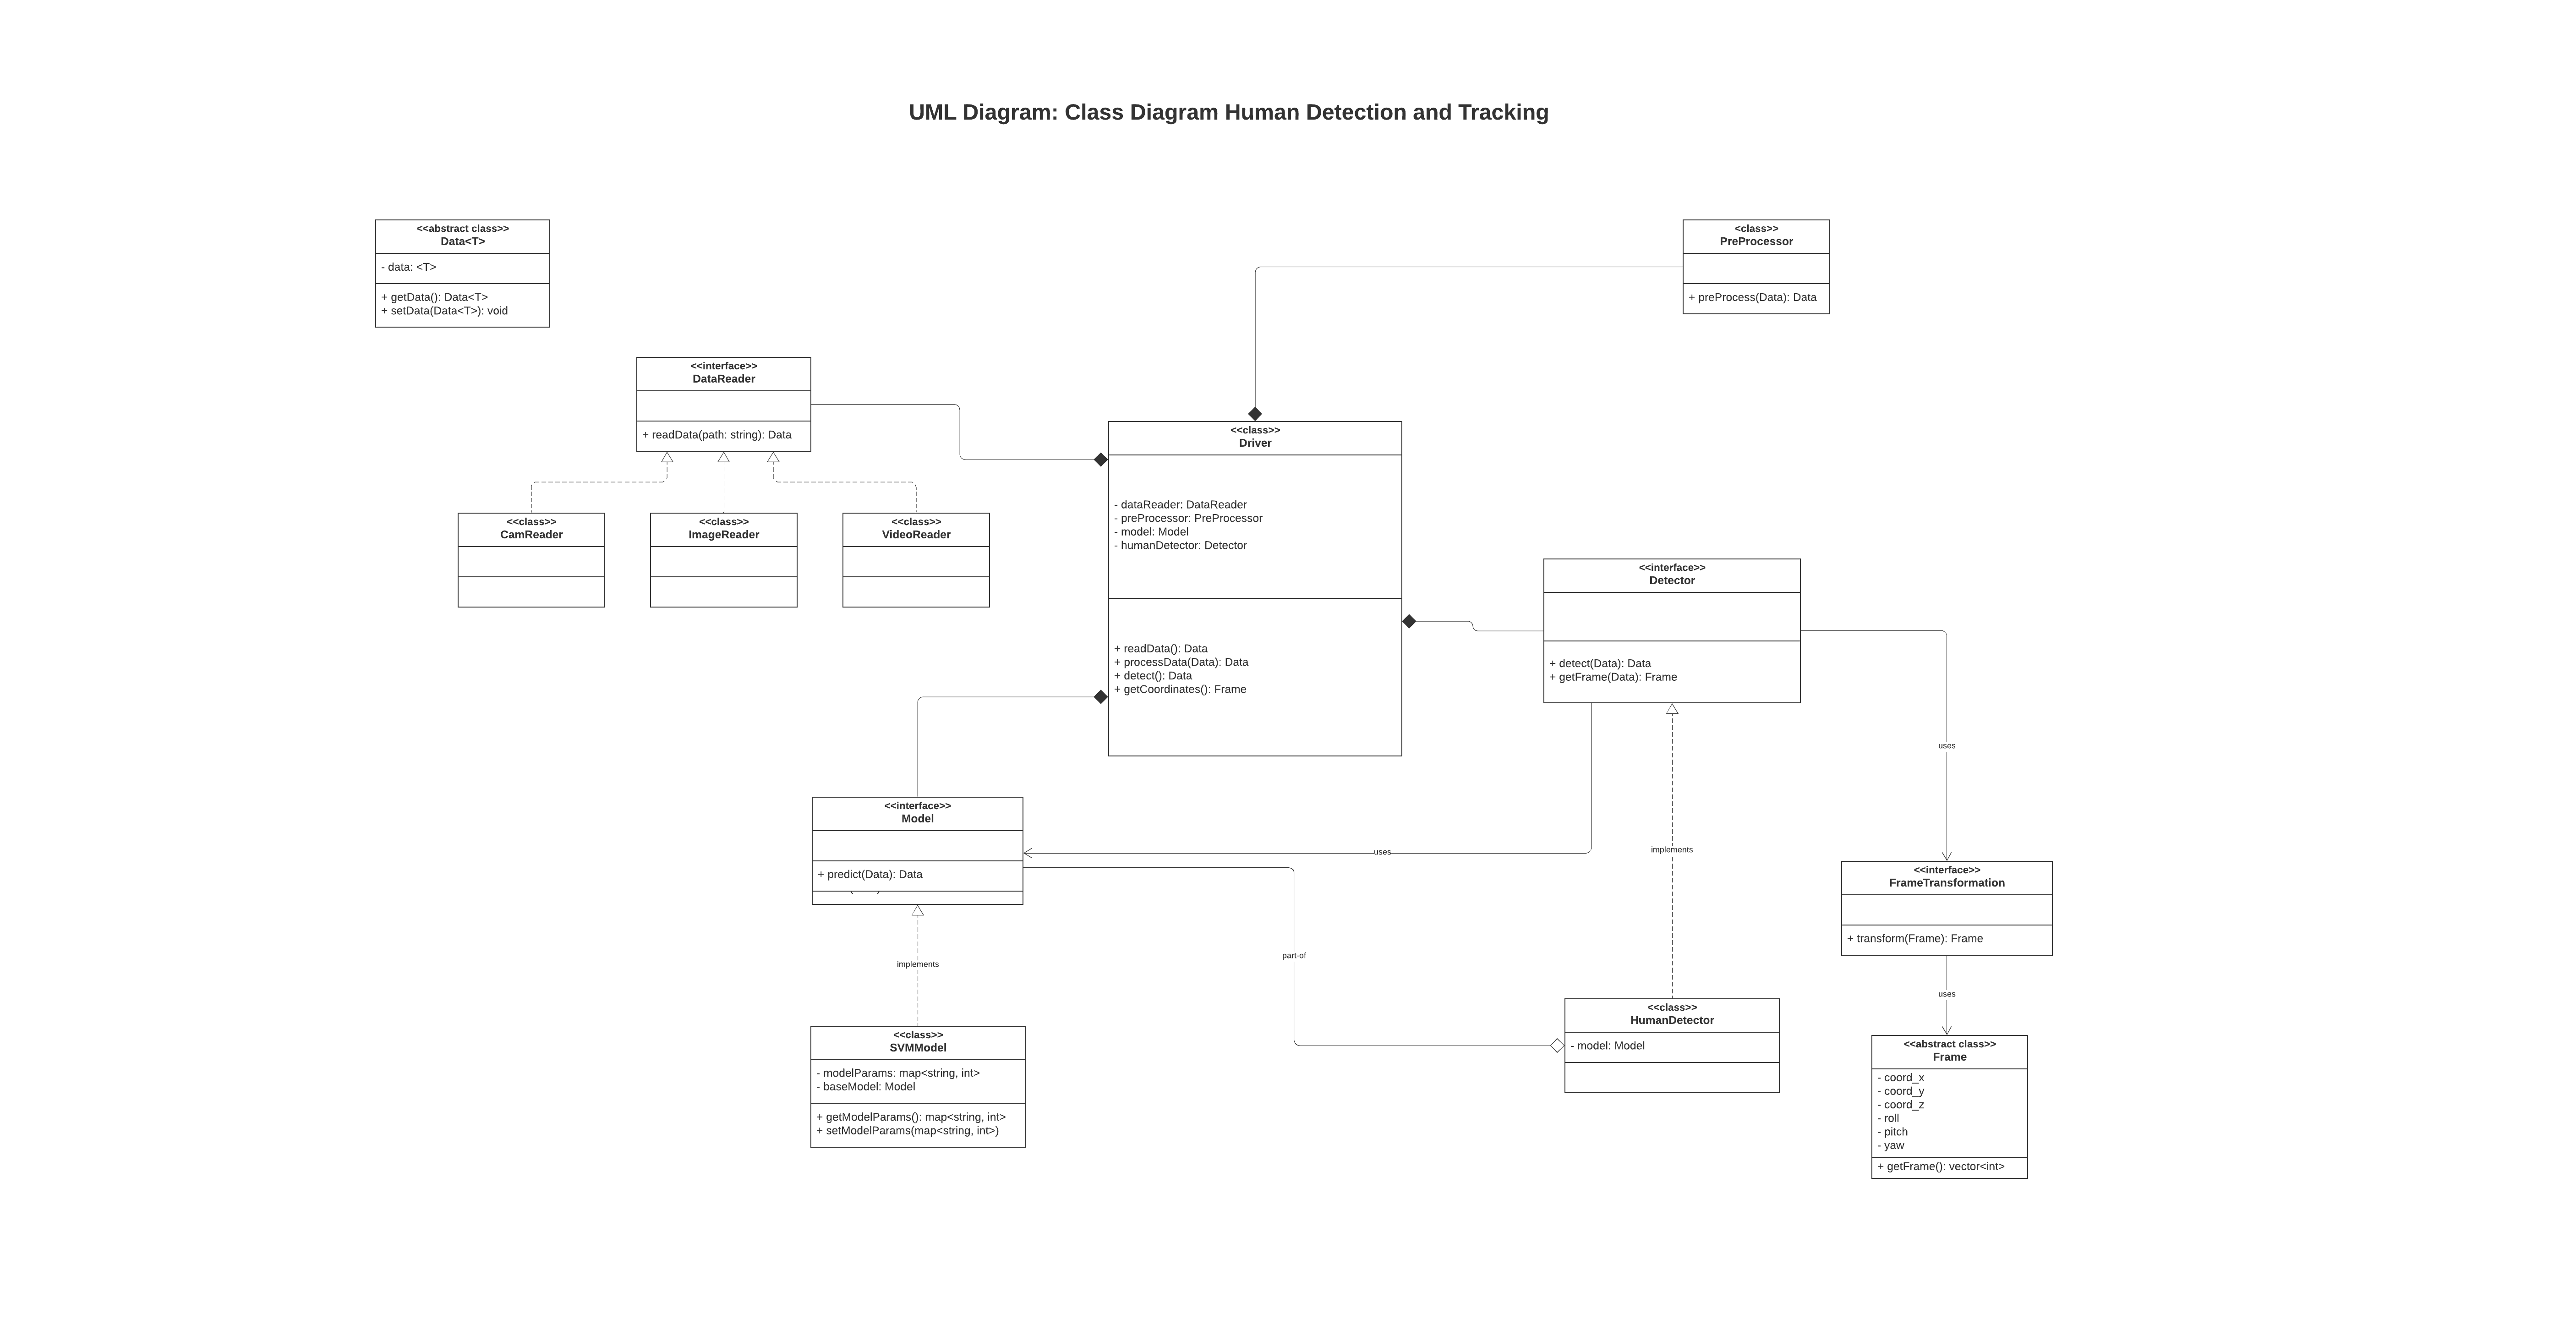 UML Diagram: Class Diagram Human Detection and Tracking
<<abstract class>>
Data<T>
- data: <T>
+ getData(): Data<T>
+ setData(Data<T>): void
<class>>
PreProcessor
+ preProcess(Data): Data
<<interface>>
DataReader
+ readData(path: string): Data
<<class>>
Driver
- dataReader: DataReader
- preProcessor: PreProcessor
- model: Model
- humanDetector: Detector
+ readData(): Data
+ processData(Data): Data
+ detect(): Data
+ getCoordinates(): Frame
<<class>>
CamReader
<<class>>
ImageReader
<<class>>
VideoReader
<<interface>>
Detector
+ detect(Data): Data
+ getFrame(Data): Frame
uses
<<interface>>
Model
+ predict(Data): Data
uses
implements
<<interface>>
FrameTransformation
+ transform(Frame): Frame
implements
part-of
uses
<<class>>
SVMModel
- modelParams: map<string, int>
- baseModel: Model
+ getModelParams(): map<string, int>
+ setModelParams(map<string, int>)
<<class>>
HumanDetector
- model: Model
<<abstract class>>
Frame
- coord_x
- coord_y
- coord_z
- roll
- pitch
- yaw
+ getFrame(): vector<int>